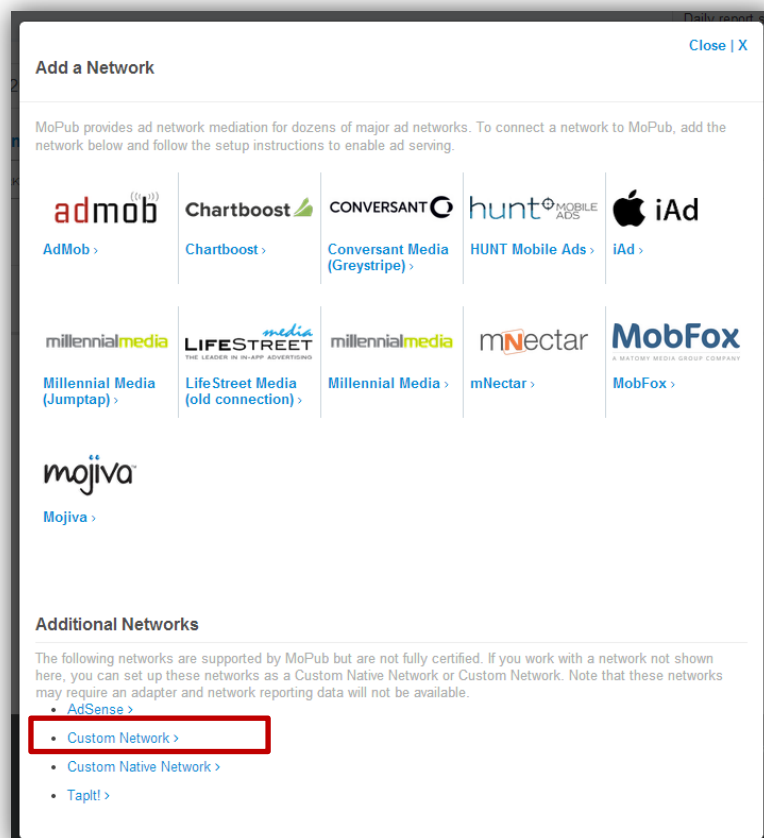 Daily report s
Close | X
Add a Network
MoPub provides ad network mediation for dozens of major ad networks. To connect a network to MoPub, add the
network below and follow the setup instructions to enable ad serving.
admob
Chartboost
CONVERSANT
hunt MOBILE ADS
iAd
AdMob >
Chartboost >
Conversant Media
(Greystripe) >
HUNT Mobile Ads >
iAd >
millennialmedia
LIFESTREET media
THE LEADER IN IN-APP ADVERTISING
millennialmedia
mNectar
MobFox
A MATOMY MEDIA GROUP COMPANY
Millennial Media
(Jumptap) >
LifeStreet Media
(old connection) >
Millennial Media >
mNectar >
MobFox >
mojiva
Mojiva >
Additional Networks
The following networks are supported by MoPub but are not fully certified. If you work with a network not shown
here, you can set up these networks as a Custom Native Network or Custom Network. Note that these networks
may require an adapter and network reporting data will not be available.
• AdSense >
• Custom Network >
• Custom Native Network >
• TapIt! >